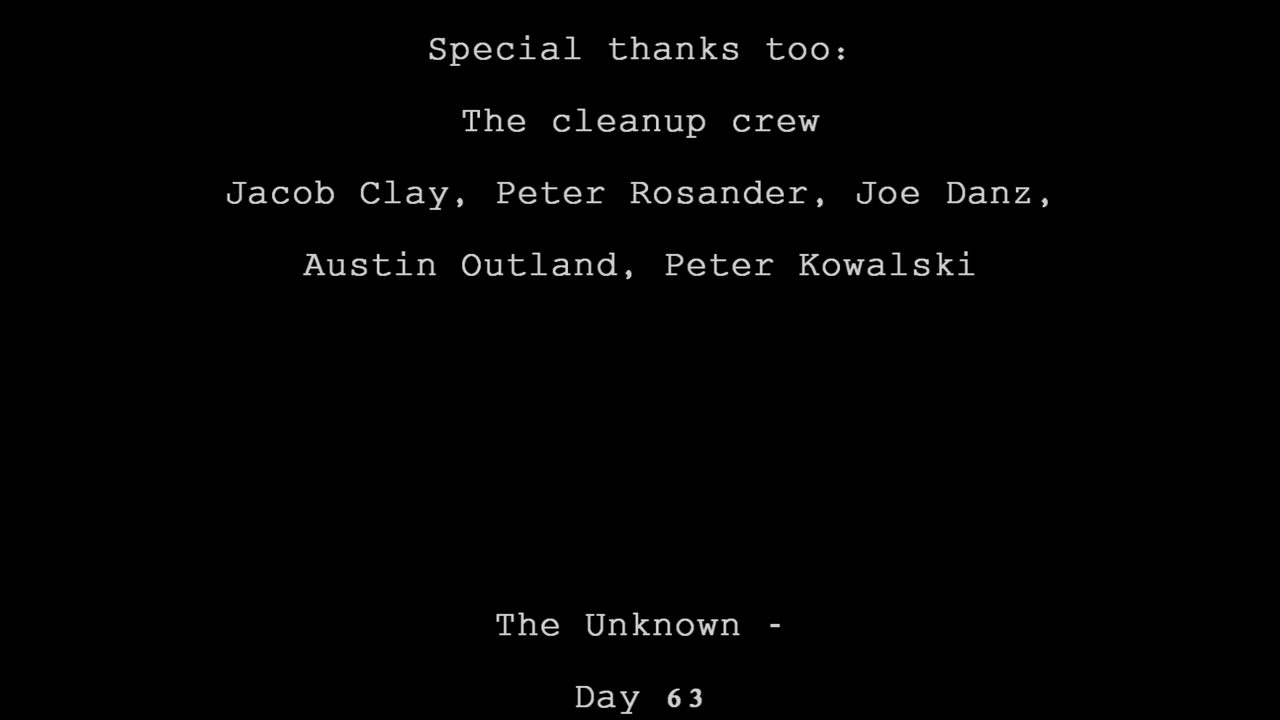 Special thanks too:
The cleanup crew
Jacob Clay, Peter Rosander, Joe Danz,
Austin Outland, Peter Kowalski
The Unknown -
Day 63